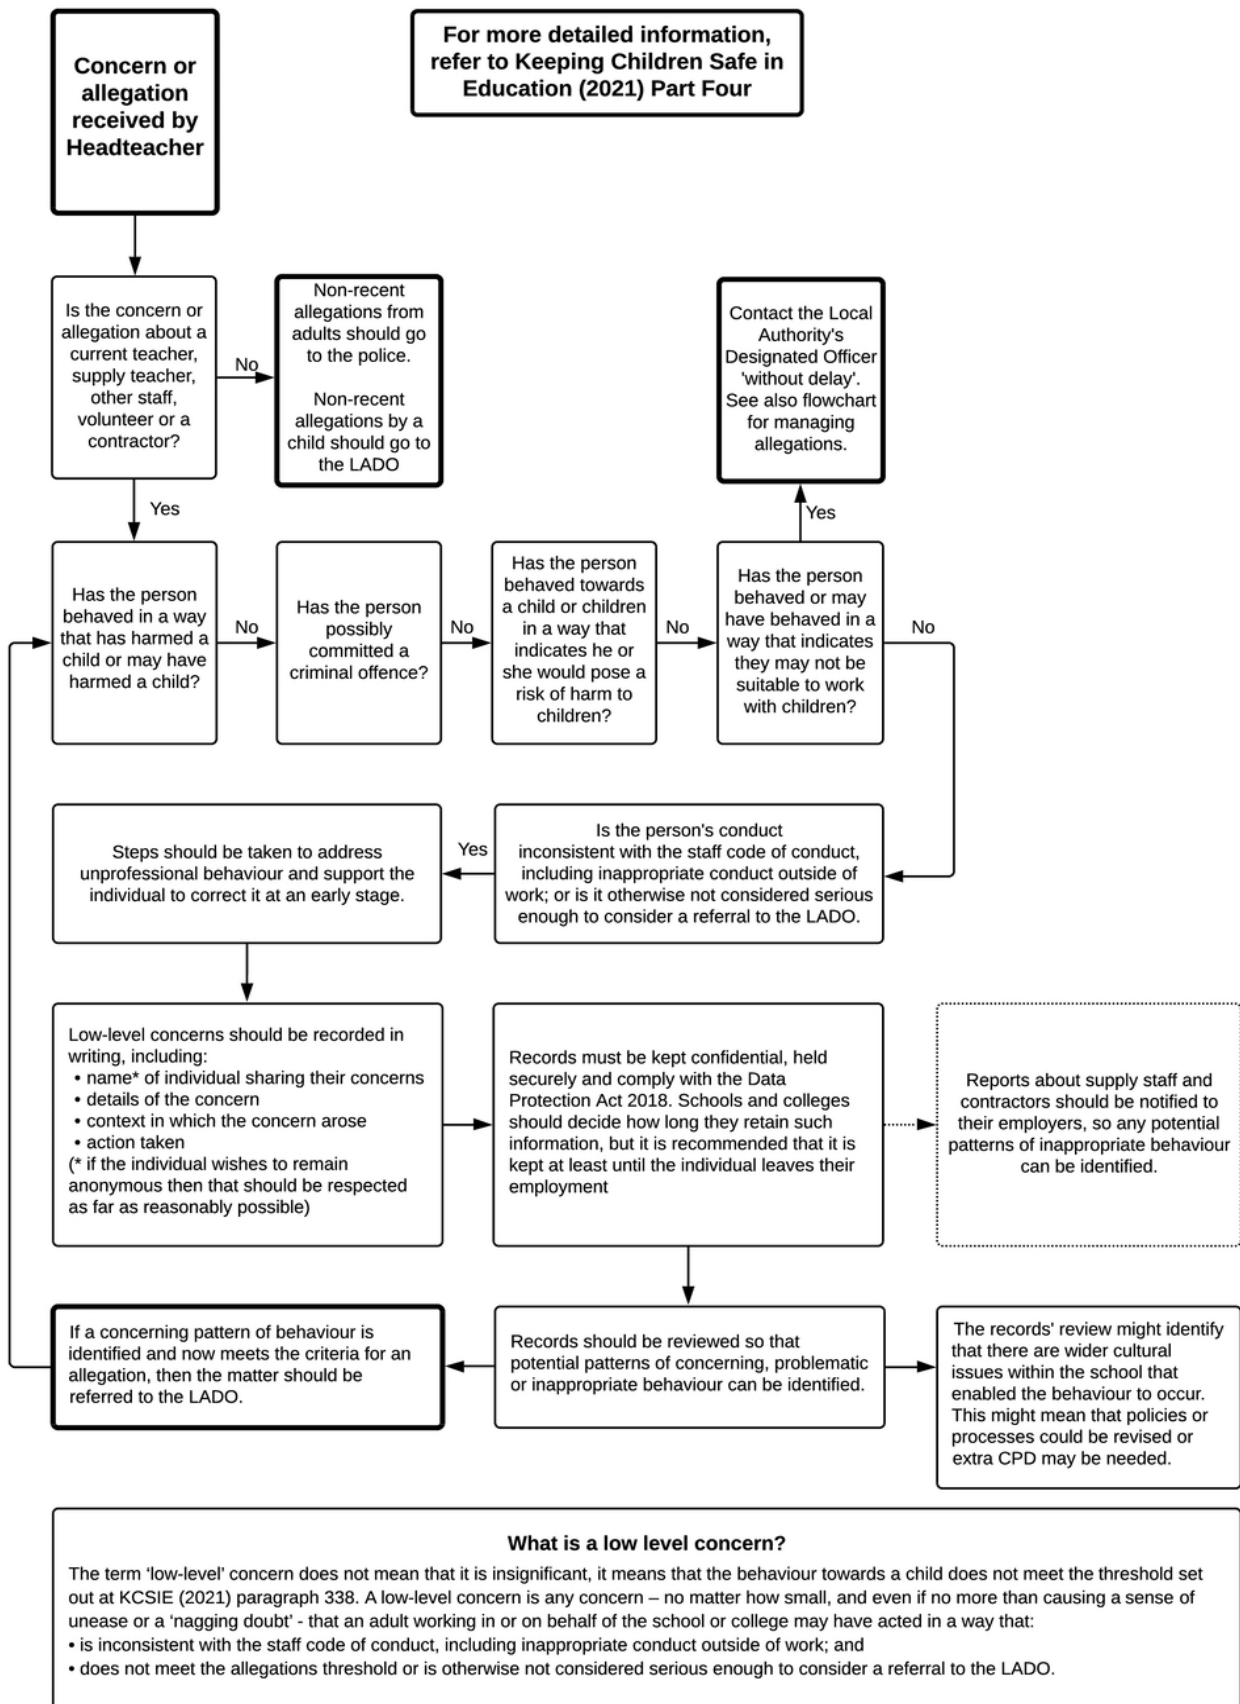 Concern or
allegation
received by
Headteacher
For more detailed information,
refer to Keeping Children Safe in
Education (2021) Part Four
Is the concern or
allegation about a
current teacher,
supply teacher,
other staff,
volunteer or a
contractor?
No
Non-recent
allegations from
adults should go
to the police.
Non-recent
allegations by a
child should go to
the LADO
Contact the Local
Authority's
Designated Officer
'without delay'.
See also flowchart
for managing
allegations.
Yes
Yes
Has the person
behaved in a way
that has harmed a
child or may have
harmed a child?
No
Has the person
possibly
committed a
criminal offence?
No
Has the person
behaved towards
a child or children
in a way that
indicates he or
she would pose a
risk of harm to
children?
No
Has the person
behaved or may
have behaved in a
way that indicates
they may not be
suitable to work
with children?
No
Steps should be taken to address
unprofessional behaviour and support the
individual to correct it at an early stage.
Yes
Is the person's conduct
inconsistent with the staff code of conduct,
including inappropriate conduct outside of
work; or is it otherwise not considered serious
enough to consider a referral to the LADO.
Low-level concerns should be recorded in
writing, including:
• name* of individual sharing their concerns
• details of the concern
• context in which the concern arose
• action taken
(* if the individual wishes to remain
anonymous then that should be respected
as far as reasonably possible)
Records must be kept confidential, held
securely and comply with the Data
Protection Act 2018. Schools and colleges
should decide how long they retain such
information, but it is recommended that it is
kept at least until the individual leaves their
employment
Reports about supply staff and
contractors should be notified to
their employers, so any potential
patterns of inappropriate behaviour
can be identified.
If a concerning pattern of behaviour is
identified and now meets the criteria for an
allegation, then the matter should be
referred to the LADO.
Records should be reviewed so that
potential patterns of concerning, problematic
or inappropriate behaviour can be identified.
The records' review might identify
that there are wider cultural
issues within the school that
enabled the behaviour to occur.
This might mean that policies or
processes could be revised or
extra CPD may be needed.
What is a low level concern?
The term ‘low-level’ concern does not mean that it is insignificant, it means that the behaviour towards a child does not meet the threshold set
out at KCSIE (2021) paragraph 338. A low-level concern is any concern – no matter how small, and even if no more than causing a sense of
unease or a ‘nagging doubt' - that an adult working in or on behalf of the school or college may have acted in a way that:
• is inconsistent with the staff code of conduct, including inappropriate conduct outside of work; and
• does not meet the allegations threshold or is otherwise not considered serious enough to consider a referral to the LADO.